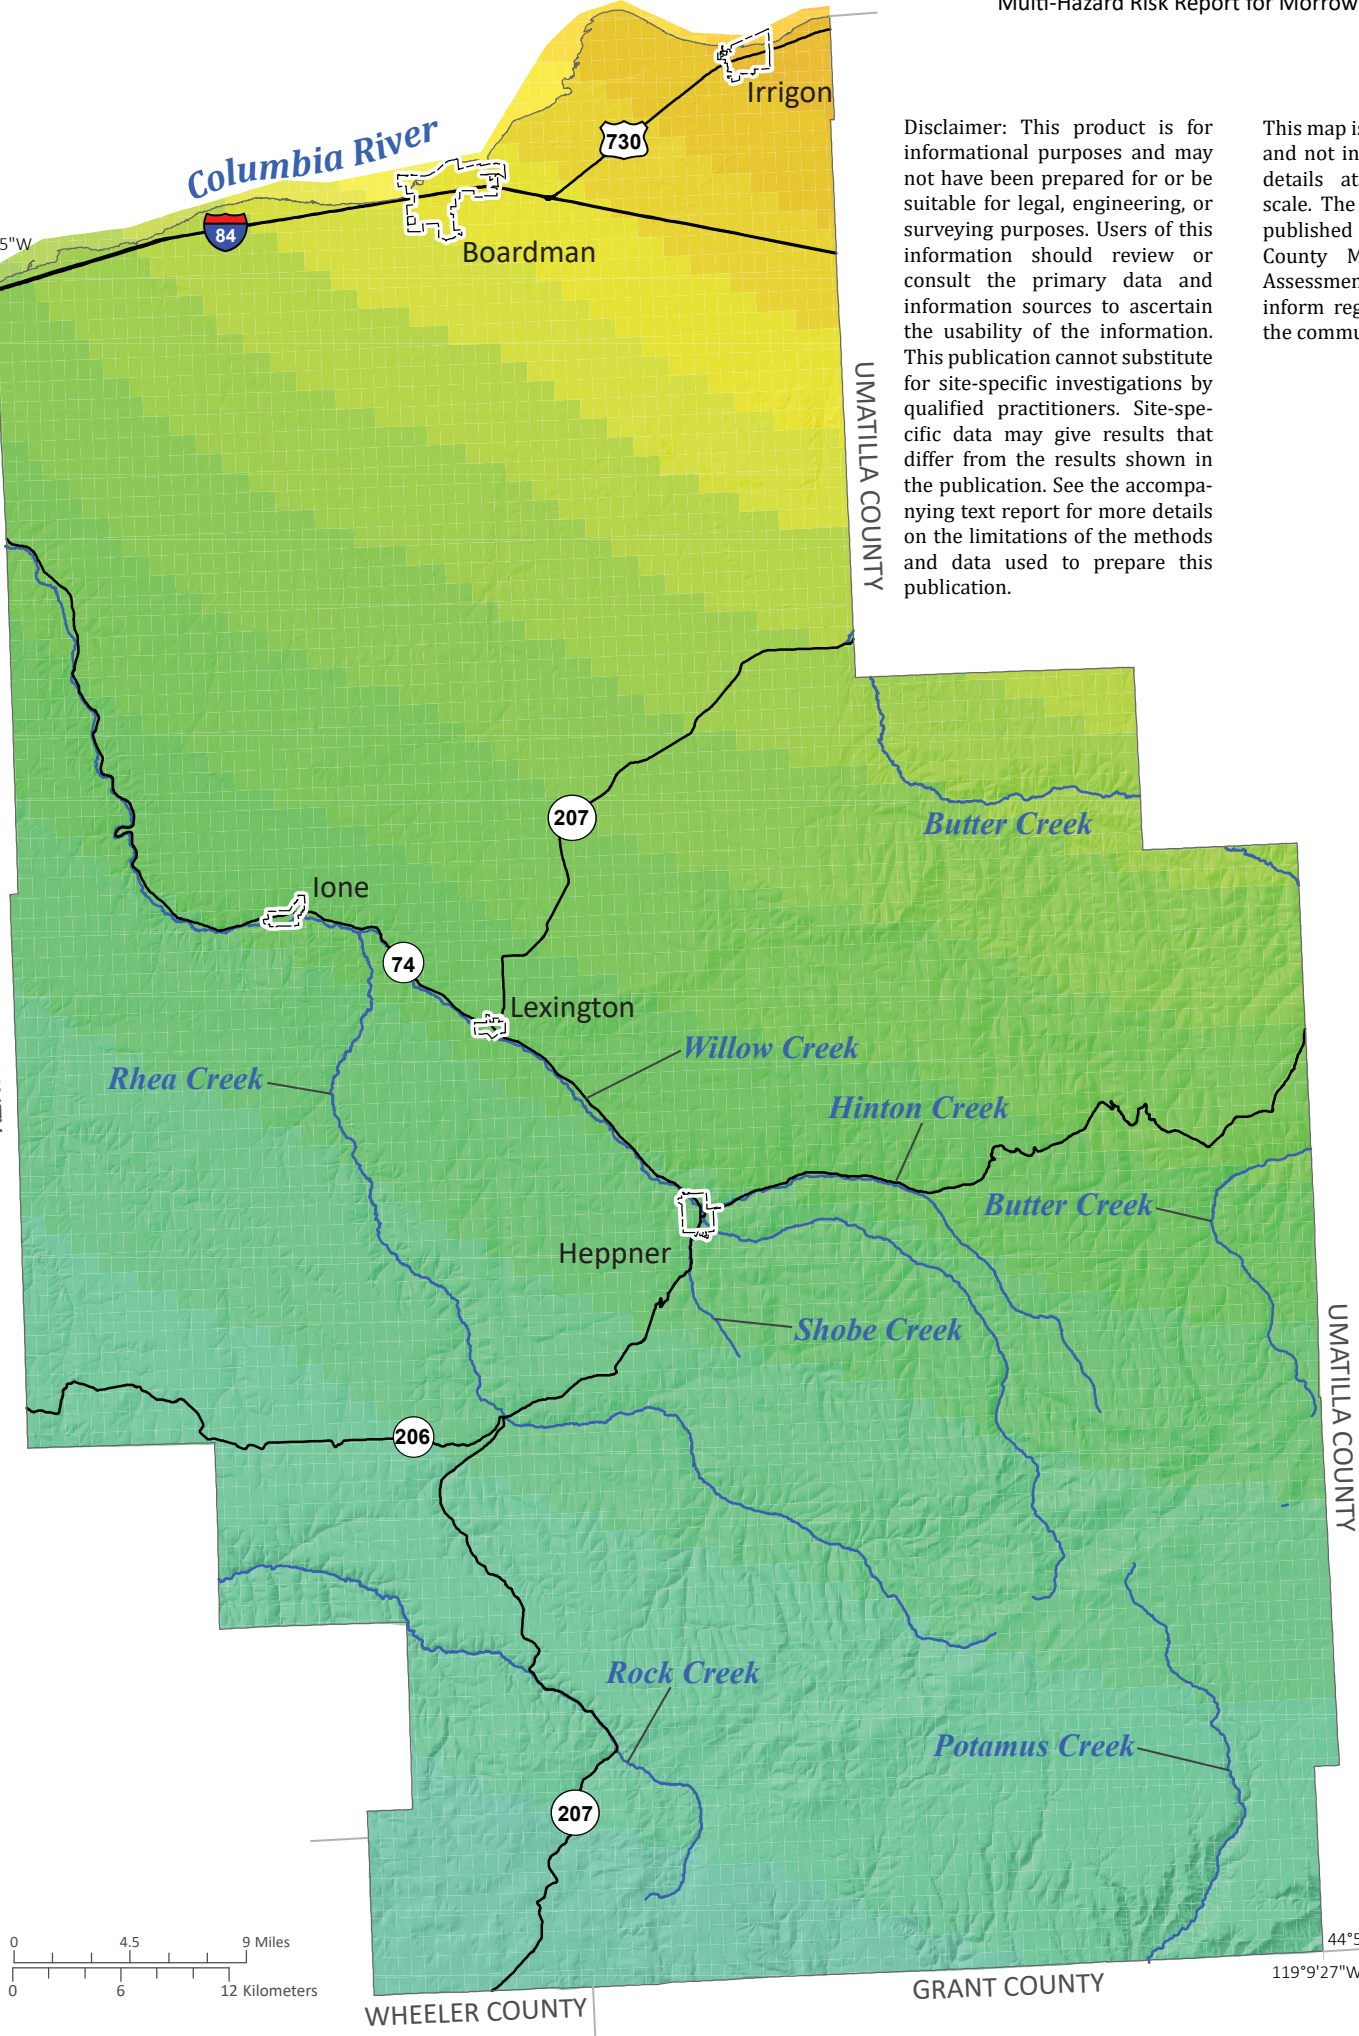 Multi-Hazard Risk Report for Morrow
Irrigon
730
Columbia River
84
Boardman
5"W
Disclaimer: This product is for
informational purposes and may
not have been prepared for or be
suitable for legal, engineering, or
surveying purposes. Users of this
information should review or
consult the primary data and
information sources to ascertain
the usability of the information.
This publication cannot substitute
for site-specific investigations by
qualified practitioners. Site-spe-
cific data may give results that
differ from the results shown in
the publication. See the accompa-
nying text report for more details
on the limitations of the methods
and data used to prepare this
publication.
This map is
and not in
details at
scale. The
published
County M
Assessmen
inform reg
the commu
UMATILLA COUNTY
207
Butter Creek
Ione
74
Lexington
Willow Creek
Rhea Creek
Hinton Creek
Butter Creek
Heppner
Shobe Creek
UMATILLA COUNTY
206
Rock Creek
Potamus Creek
207
0 4.5 9 Miles
0 6 12 Kilometers
44°5
119°9'27"W
WHEELER COUNTY
GRANT COUNTY